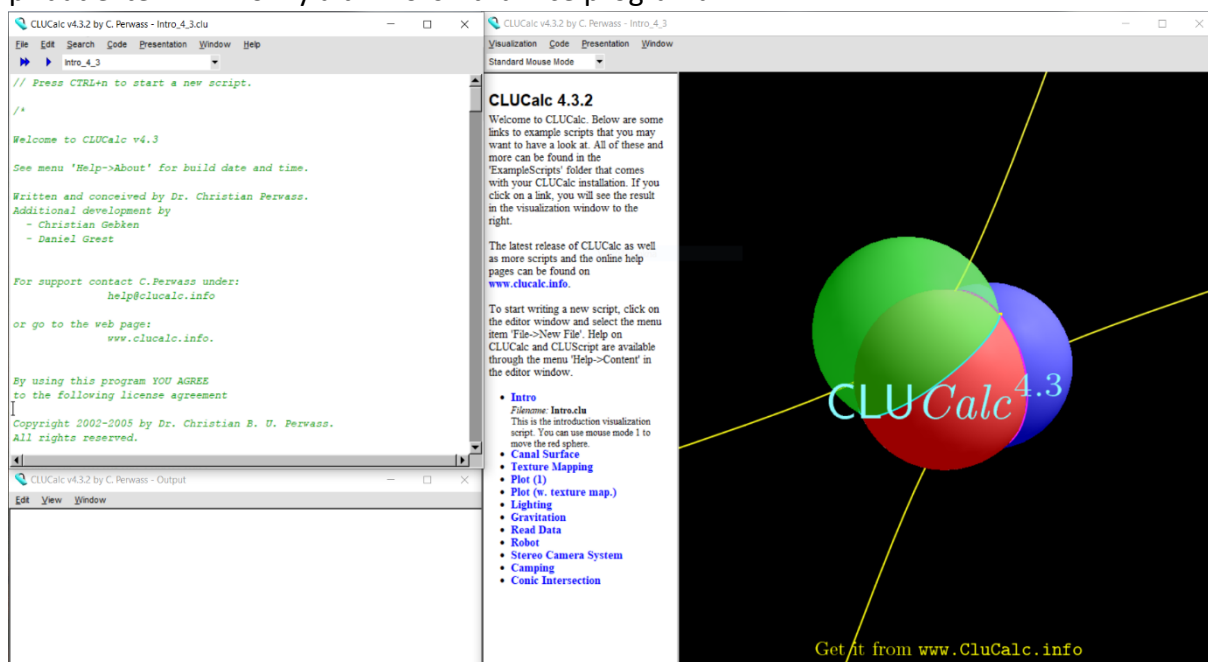 CLUCalc v4.3.2 by C. Perwass - Intro_4_3.clu
File Edit Search Code Presentation Window Help
Intro_4_3
// Press CTRL+n to start a new script.
/*
Welcome to CLUCalc v4.3
See menu 'Help->About' for build date and time.
Written and conceived by Dr. Christian Perwass.
Additional development by
- Christian Gebken
- Daniel Grest
For support contact C.Perwass under:
help@clucalc.info
or go to the web page:
www.clucalc.info.
By using this program YOU AGREE
to the following license agreement
Copyright 2002-2005 by Dr. Christian B. U. Perwass.
All rights reserved.
CLUCalc v4.3.2 by C. Perwass - Output
Edit View Window
CLUCalc v4.3.2 by C. Perwass - Intro_4_3
Visualization Code Presentation Window
Standard Mouse Mode
CLUCalc 4.3.2
Welcome to CLUCalc. Below are some
links to example scripts that you may
want to have a look at. All of these and
more can be found in the
'ExampleScripts' folder that comes
with your CLUCalc installation. If you
click on a link, you will see the result
in the visualization window to the
right.
The latest release of CLUCalc as well
as more scripts and the online help
pages can be found on
www.clucalc.info.
To start writing a new script, click on
the editor window and select the menu
item 'File->New File'. Help on
CLUCalc and CLUScript are available
through the menu 'Help->Content' in
the editor window.
• Intro
Filename: Intro.clu
This is the introduction visualization
script. You can use mouse mode 1 to
move the red sphere.
• Canal Surface
• Texture Mapping
• Plot (1)
• Plot (w. texture map.)
• Lighting
• Gravitation
• Read Data
• Robot
• Stereo Camera System
• Camping
• Conic Intersection
CLUCalc4.3
Get it from www.CluCalc.info